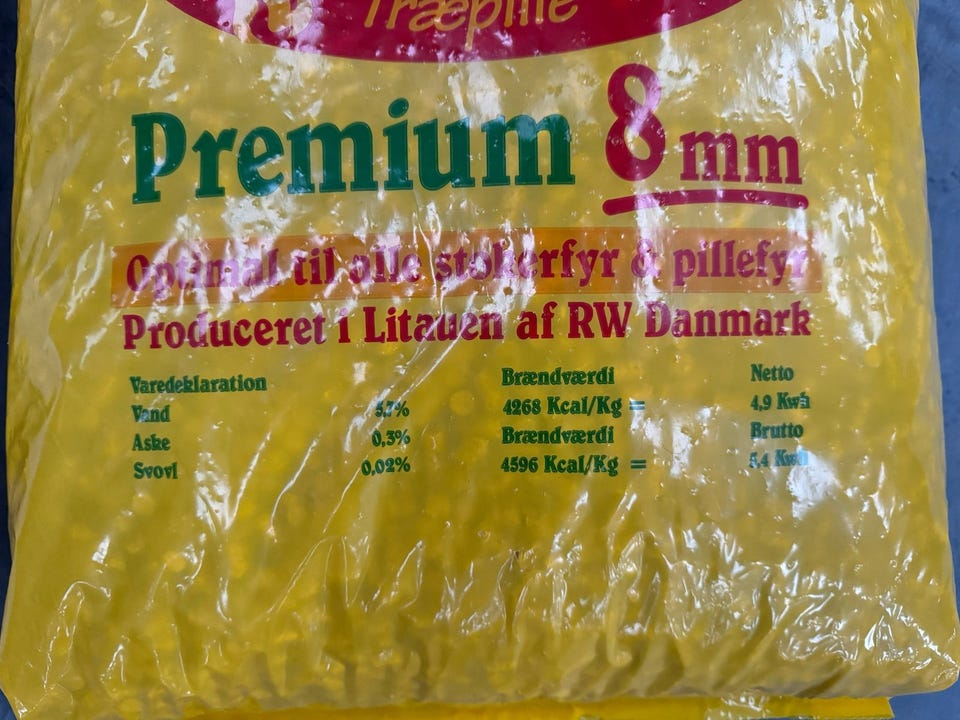 Træpille
Premium 8 mm
Optimal til alle stokerfyr & pillefyr
Produceret i Litauen af RW Danmark
Varedeklaration
Vand 5,7%
Aske 0,3%
Svovl 0,02%
Brændværdi Netto
4268 Kcal/Kg = 4,9 Kwh
Brændværdi Brutto
4596 Kcal/Kg = 5,4 Kwh